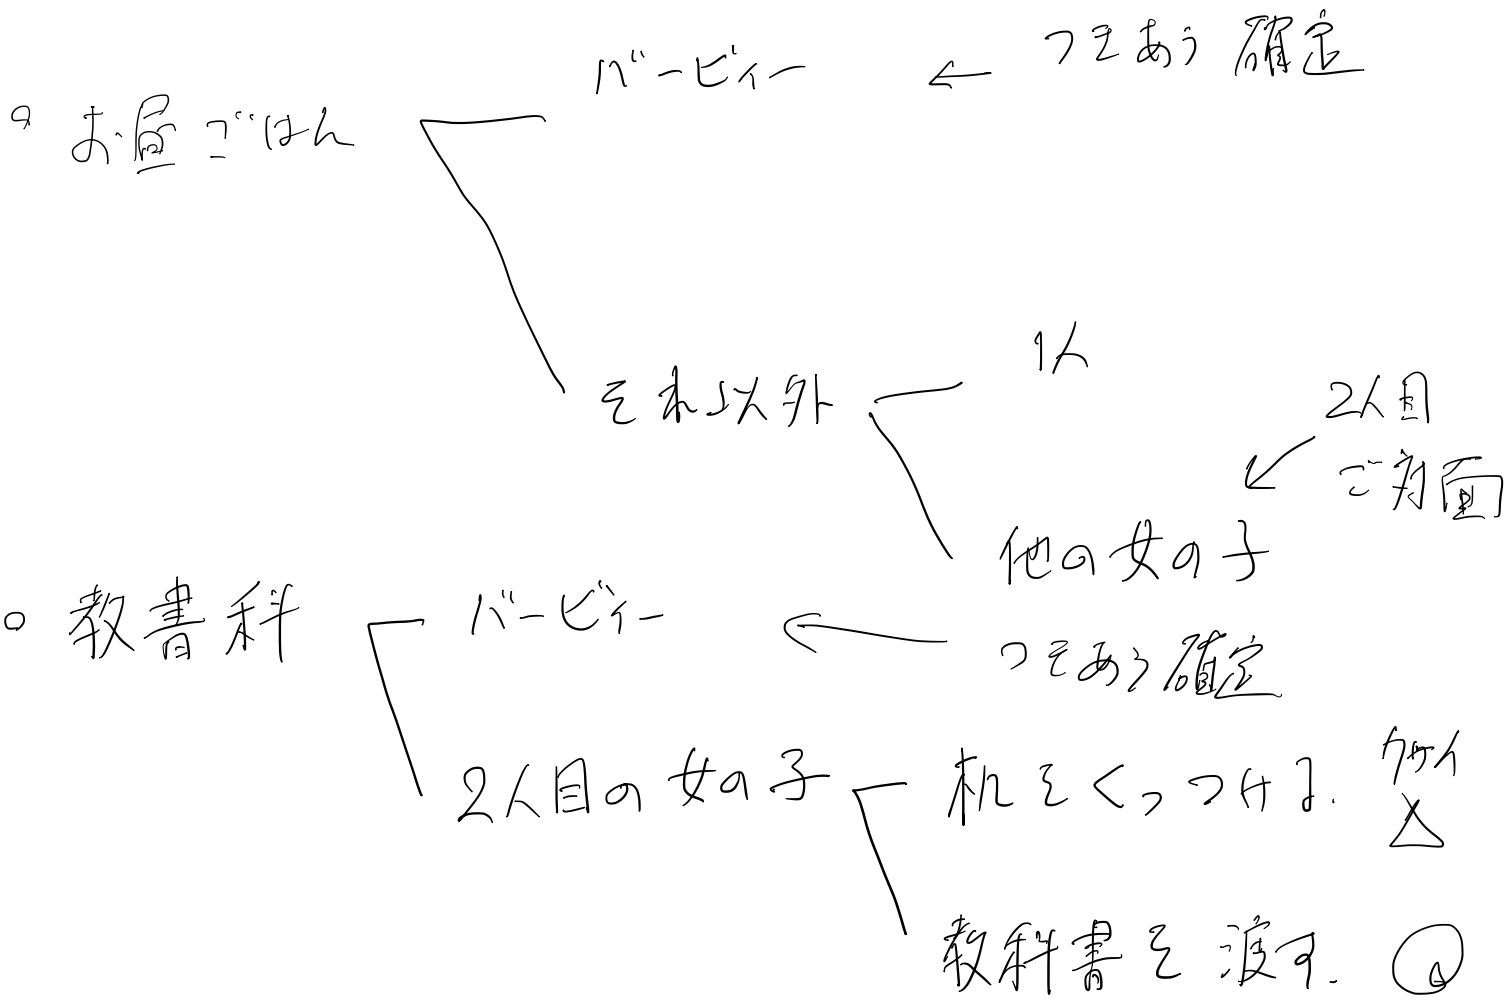 つきあう 確定
バービィー ←
。お昼ごはん
1人
それ以外
2人目
ご対面
他の女の子
。教書科
バービィー ←
つきあう確定
2人目の女の子
机をくっつける.
ウザイ
△
教科書を渡す.